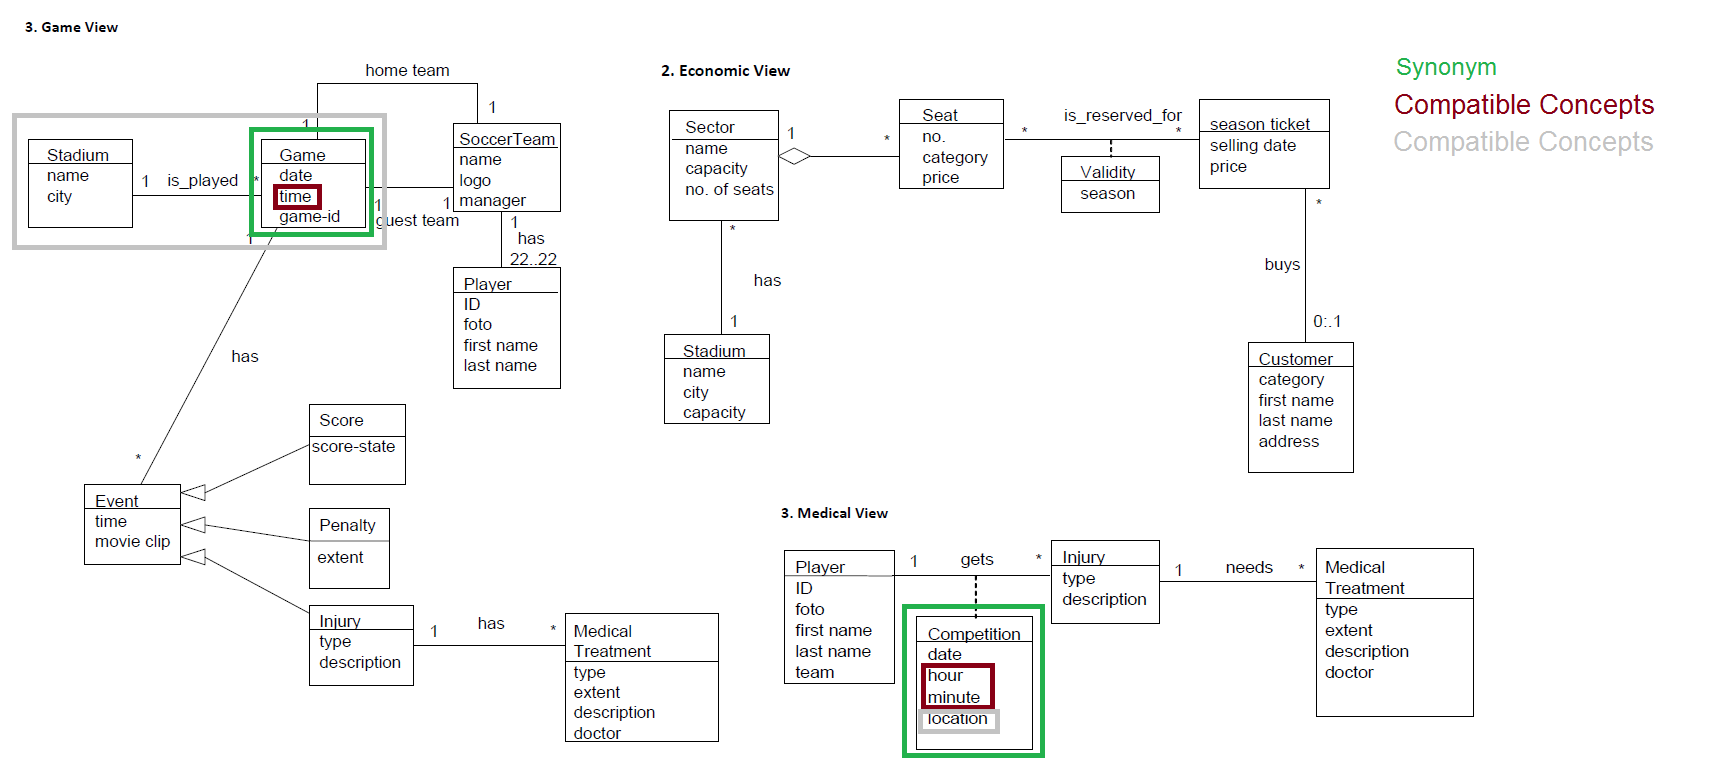 3. Game View
home team
1
1
Stadium
name
city
1 is_played *
Game
date
time
game-id
SoccerTeam
name
logo
manager
1
1
guest team
1
1
has
22..22
Player
ID
foto
first name
last name
has
*
Score
score-state
Event
time
movie clip
Penalty
extent
Injury
type
description
1 has *
Medical
Treatment
type
extent
description
doctor
2. Economic View
Sector
name
capacity
no. of seats
1
*
Seat
no.
category
price
is_reserved_for
*
*
Validity
season
season ticket
selling date
price
*
buys
0:.1
Customer
category
first name
last name
address
*
has
1
Stadium
name
city
capacity
3. Medical View
Player
ID
foto
first name
last name
team
1 gets *
Competition
date
hour
minute
location
Injury
type
description
1 needs *
Medical
Treatment
type
extent
description
doctor
Synonym
Compatible Concepts
Compatible Concepts